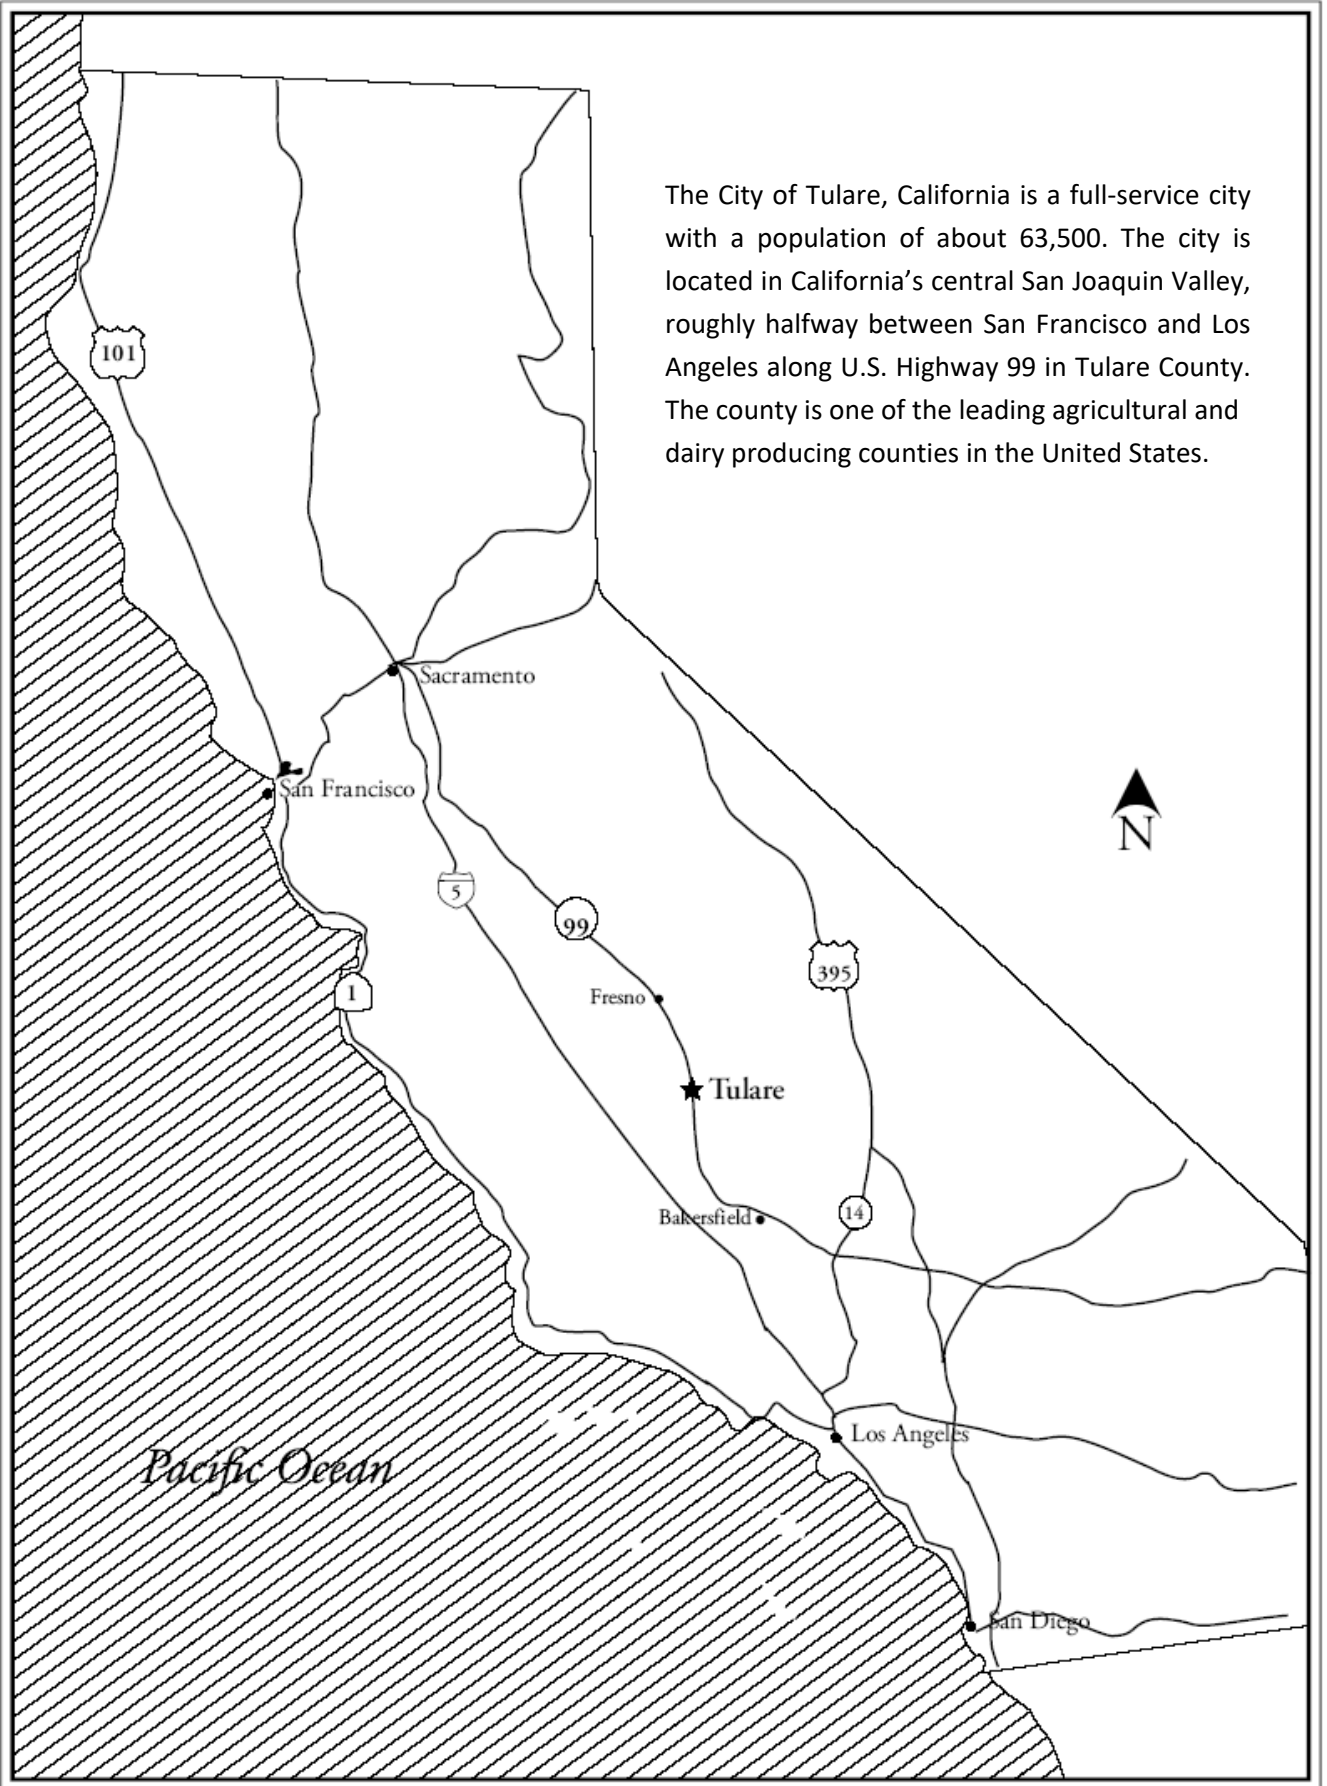 The City of Tulare, California is a full-service city
with a population of about 63,500. The city is
located in California’s central San Joaquin Valley,
roughly halfway between San Francisco and Los
Angeles along U.S. Highway 99 in Tulare County.
The county is one of the leading agricultural and
dairy producing counties in the United States.
101
Sacramento
San Francisco
N
5
99
395
Fresno
1
Tulare
14
Bakersfield
Los Angeles
Pacific Ocean
San Diego